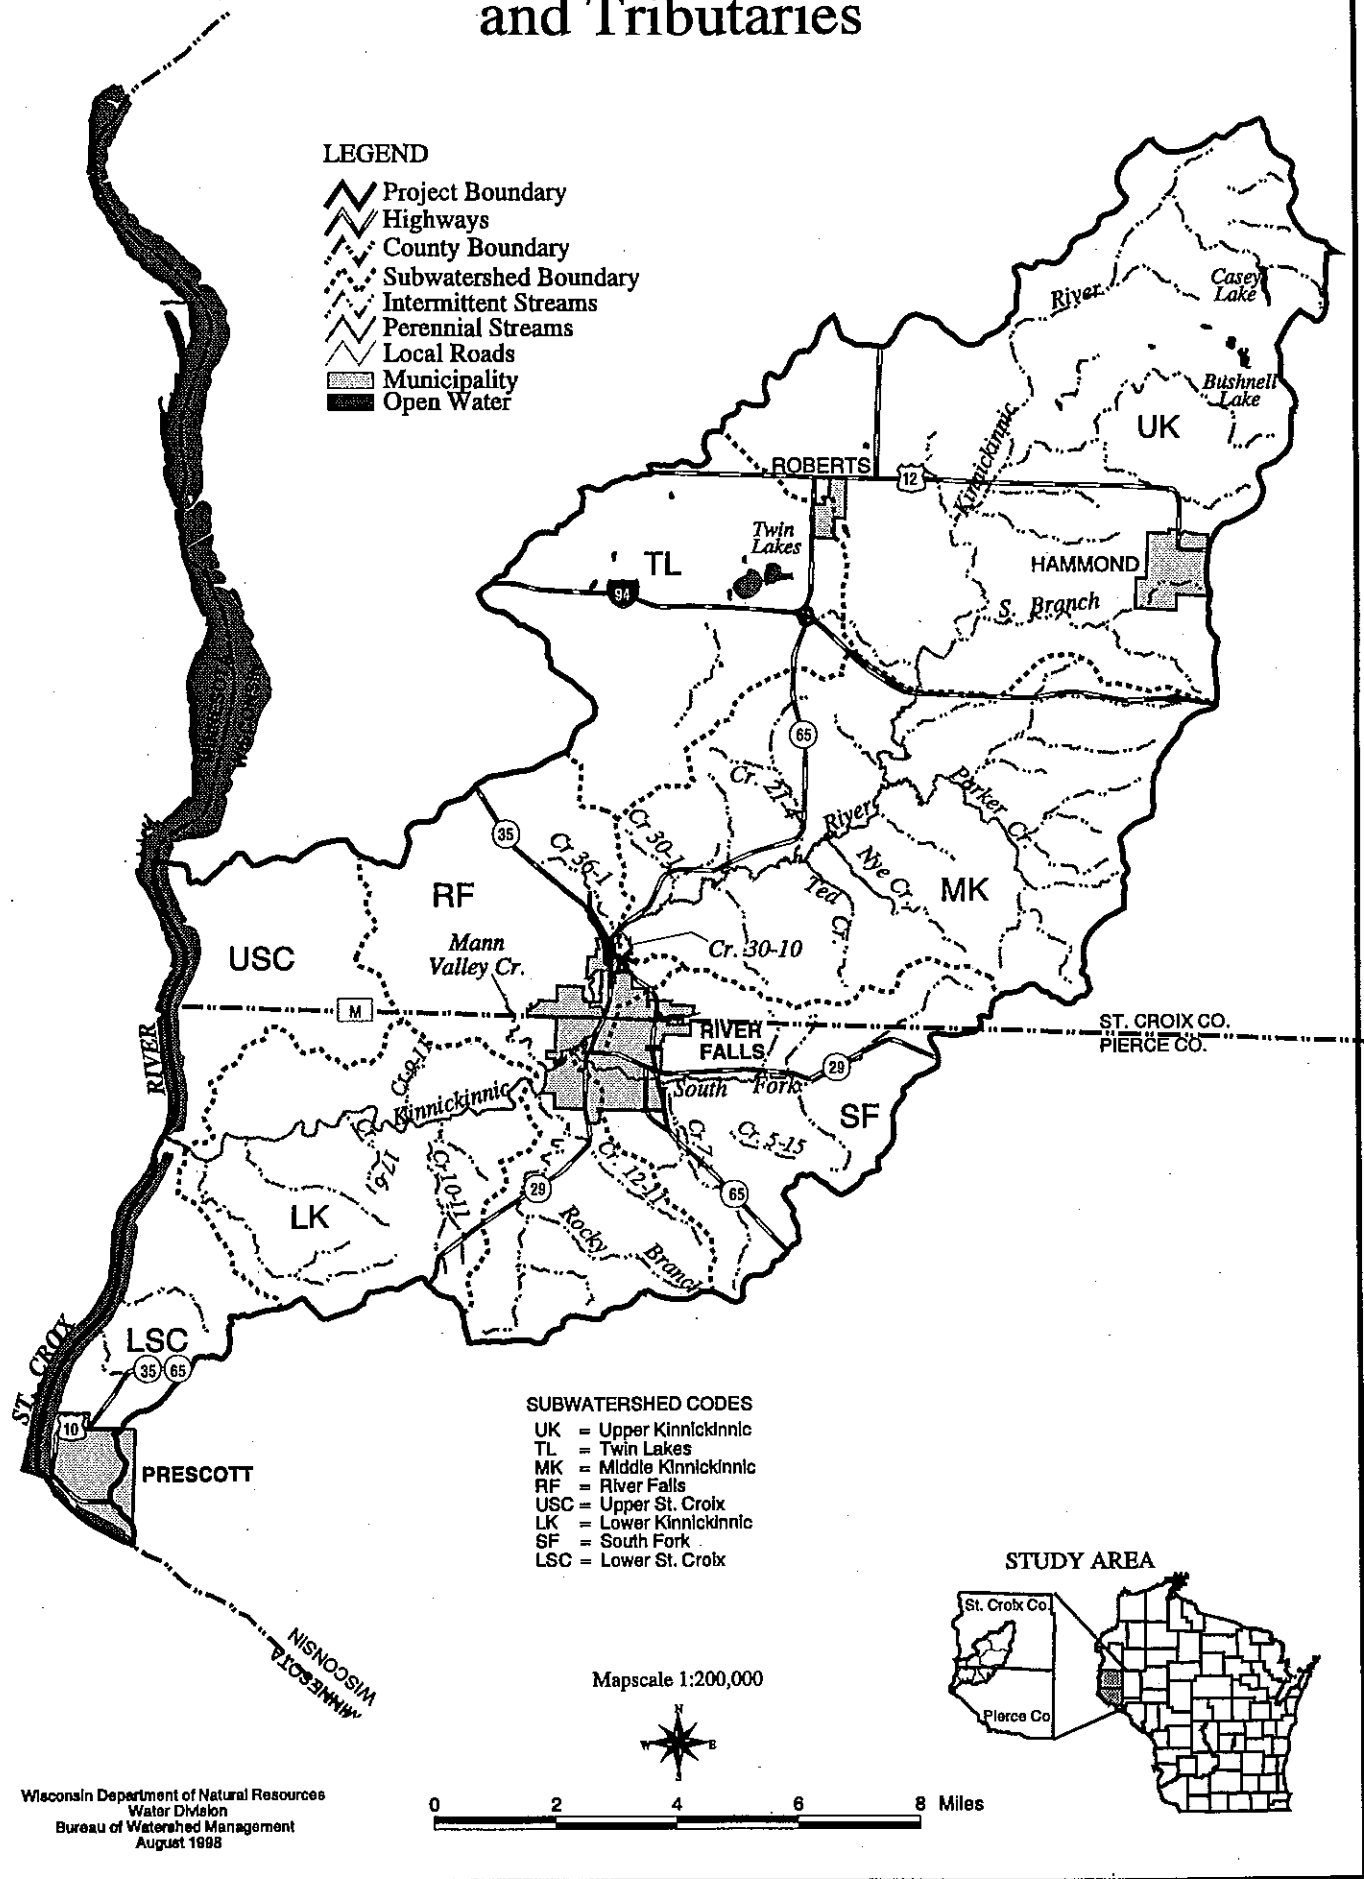 and Tributaries
LEGEND
Project Boundary
Highways
County Boundary
Subwatershed Boundary
Intermittent Streams
Perennial Streams
Local Roads
Municipality
Open Water
River
Casey
Lake
Bushnell
Lake
UK
Kinnickinnic
ROBERTS
12
Twin
Lakes
TL
94
HAMMOND
S. Branch
65
Cr. 21-4
Parker Cr.
River
35
Cr 36-1
Cr 30-1
Nye Cr.
Ted Cr.
MK
RF
USC
Mann
Valley Cr.
Cr. 30-10
M
RIVER
FALLS
ST. CROIX CO.
PIERCE CO.
29
RIVER
Kinnickinnic
South Fork
SF
Cr. 5-15
Cr. 7
Cr 10-11
Cr. 12-11
29
65
LK
Rocky Branch
LSC
35
65
ST. CROIX
10
PRESCOTT
SUBWATERSHED CODES
UK = Upper Kinnickinnic
TL = Twin Lakes
MK = Middle Kinnickinnic
RF = River Falls
USC = Upper St. Croix
LK = Lower Kinnickinnic
SF = South Fork
LSC = Lower St. Croix
STUDY AREA
St. Croix Co.
Pierce Co
WISCONSIN
MINNESOTA
Mapscale 1:200,000
N
W E
S
0 2 4 6 8 Miles
Wisconsin Department of Natural Resources
Water Division
Bureau of Watershed Management
August 1998